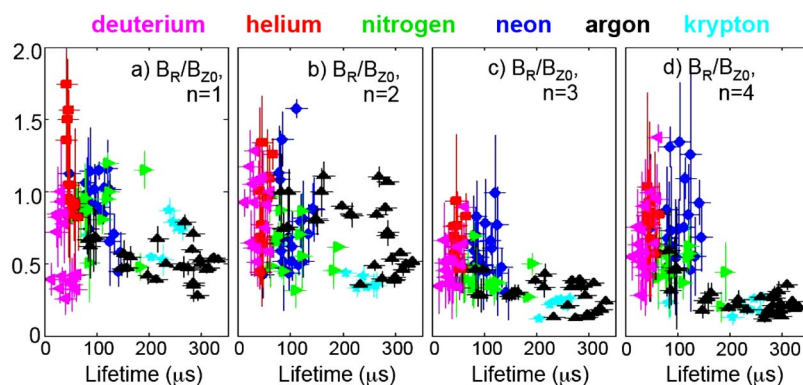 deuterium helium nitrogen neon argon krypton
a) B_R/B_Z0, n=1
b) B_R/B_Z0, n=2
c) B_R/B_Z0, n=3
d) B_R/B_Z0, n=4
2.0
1.5
1.0
0.5
0
0 100 200 300 0 100 200 300 0 100 200 300 0 100 200 300
Lifetime (μs) Lifetime (μs) Lifetime (μs) Lifetime (μs)